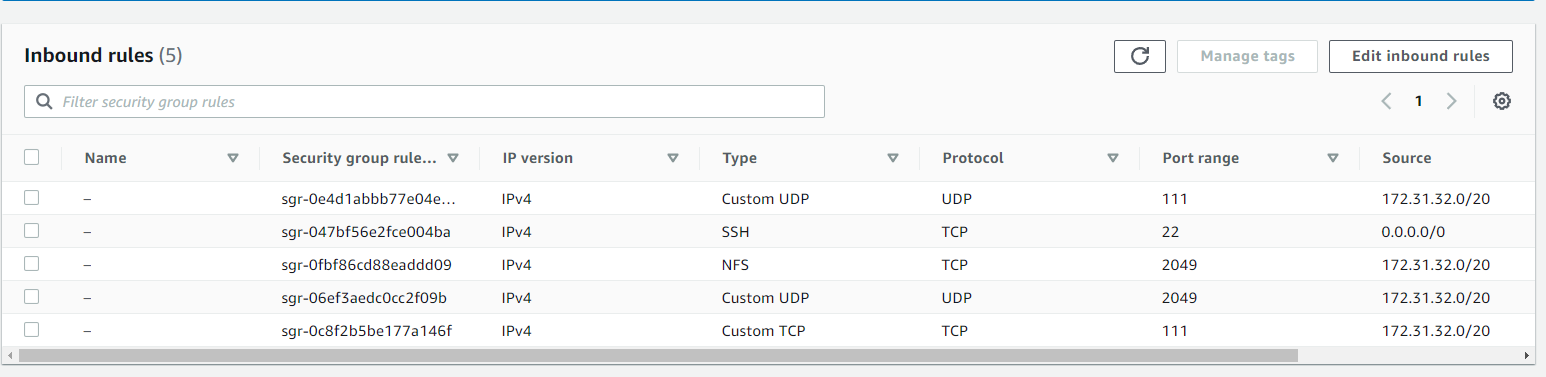 Inbound rules (5)
Manage tags
Edit inbound rules
Filter security group rules
1
Name Security group rule... IP version Type Protocol Port range Source
– sgr-0e4d1abbb77e04e... IPv4 Custom UDP UDP 111 172.31.32.0/20
– sgr-047bf56e2fce004ba IPv4 SSH TCP 22 0.0.0.0/0
– sgr-0fbf86cd88eaddd09 IPv4 NFS TCP 2049 172.31.32.0/20
– sgr-06ef3aedc0cc2f09b IPv4 Custom UDP UDP 2049 172.31.32.0/20
– sgr-0c8f2b5be177a146f IPv4 Custom TCP TCP 111 172.31.32.0/20